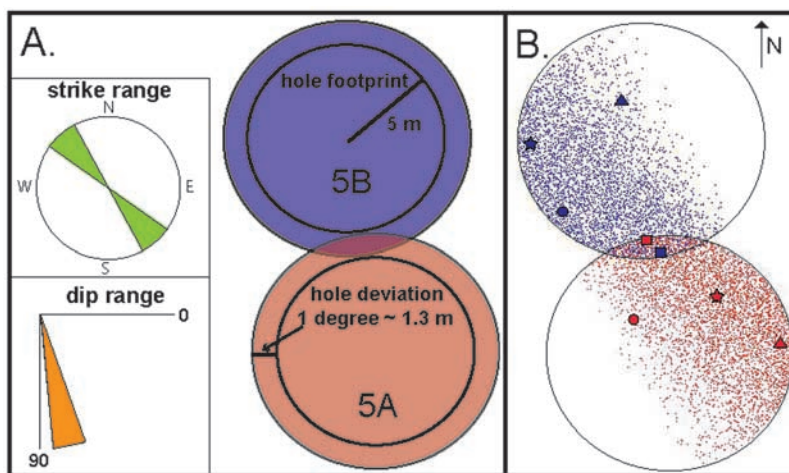 A.
strike range
N
W
E
S
dip range
0
90
hole footprint
5 m
5B
hole deviation
1 degree ~ 1.3 m
5A
B.
N